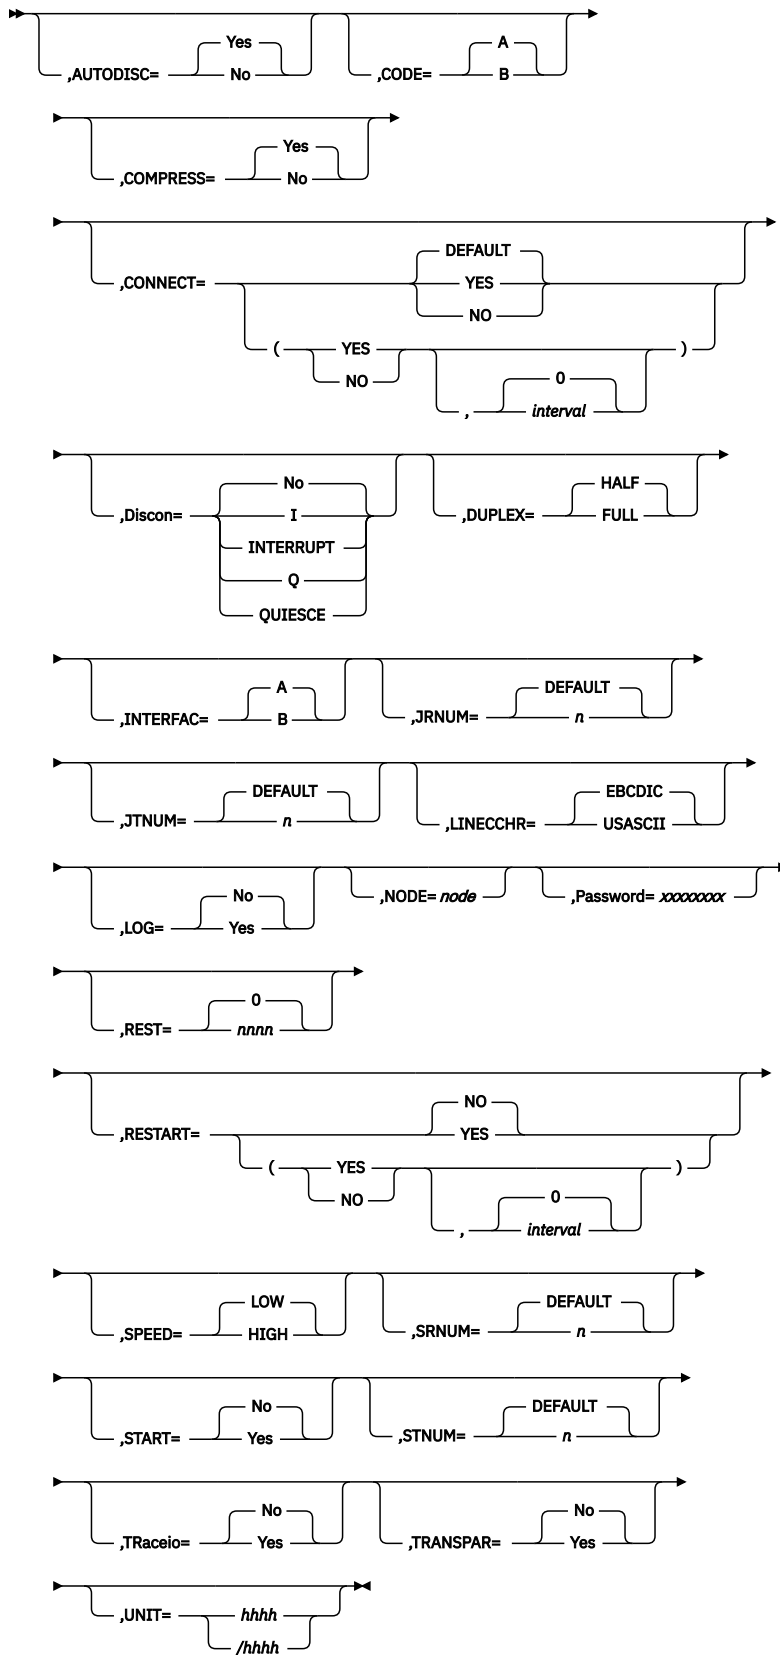 Yes A
,AUTODISC= No ,CODE= B
Yes
,COMPRESS= No
DEFAULT
,CONNECT= YES
NO
( YES )
NO 0
, interval
No HALF
,Discon= I ,DUPLEX= FULL
INTERRUPT
Q
QUIESCE
A DEFAULT
,INTERFAC= B ,JRNUM= n
DEFAULT EBCDIC
,JTNUM= n ,LINECCHR= USASCII
No ,NODE= node ,Password= xxxxxxxx
,LOG= Yes
0
,REST= nnnn
NO
,RESTART= YES
( YES )
NO 0
, interval
LOW DEFAULT
,SPEED= HIGH ,SRNUM= n
No DEFAULT
,START= Yes ,STNUM= n
No No
,TRaceio= Yes ,TRANSPAR= Yes
,UNIT= hhhh
/hhhh